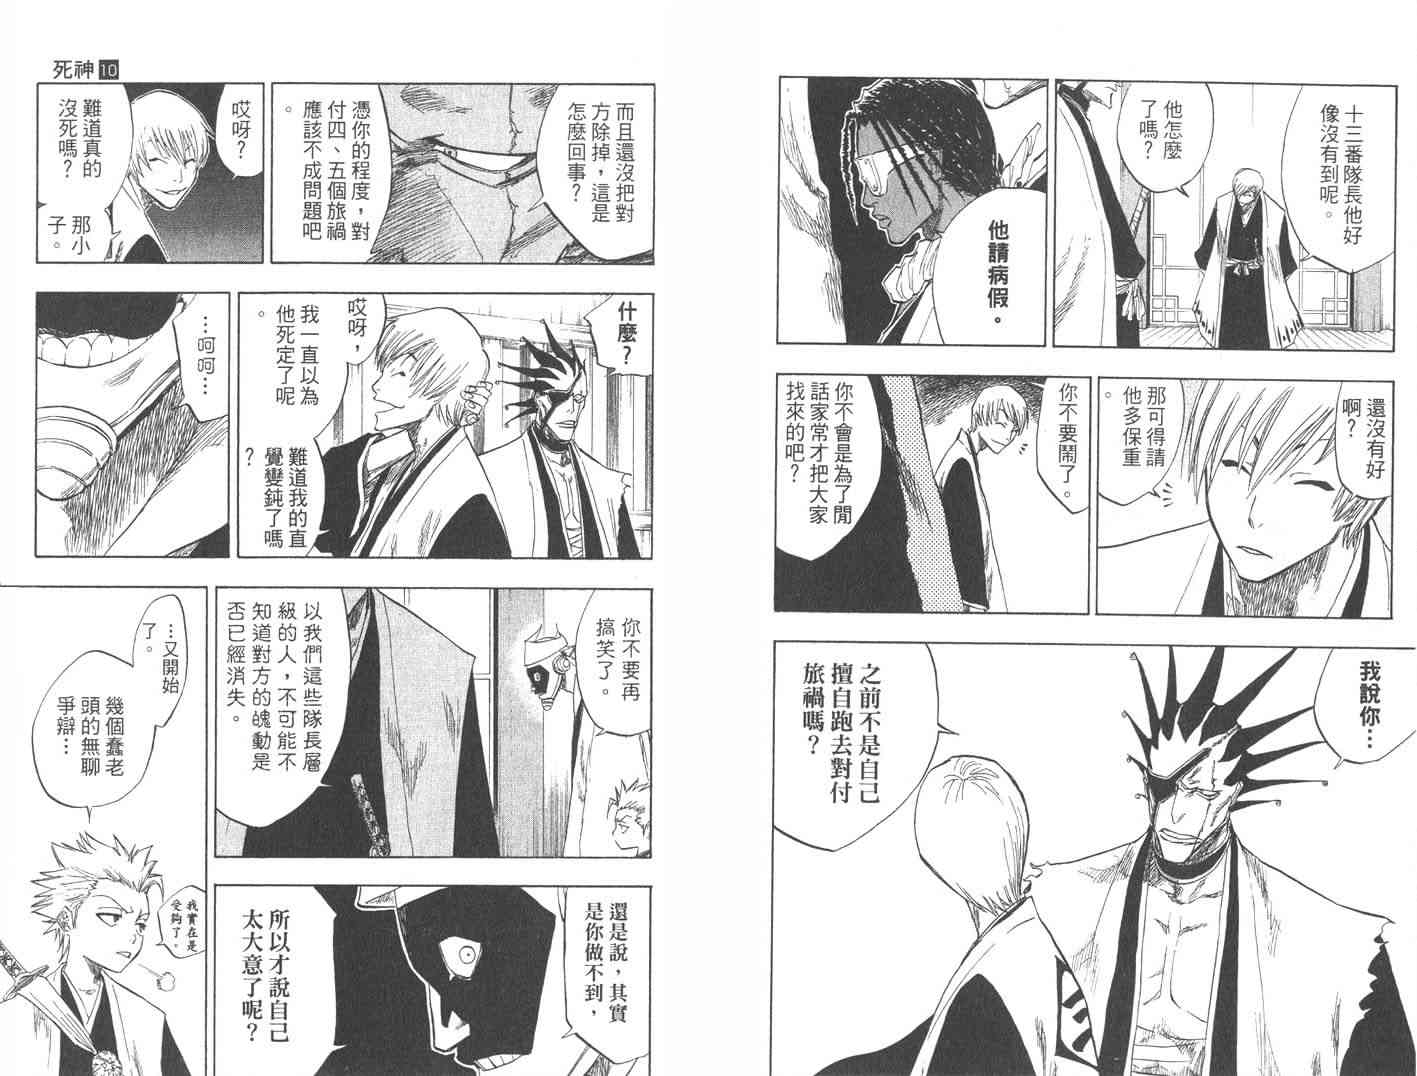 十三番隊長他好
像沒有到呢。
他怎麼
了嗎？
他請病假。
還沒有好
啊？
那可得請
他多保重
。
你不要鬧了。
你不會是為了閒
話家常才把大家
找來的吧？
我說你…
之前不是自己
擅自跑去對付
旅禍嗎？
死神10
而且還沒把對
方除掉，這是
怎麼回事？
憑你的程度，對
付四、五個旅禍
應該不成問題吧
。
哎呀？
難道真的
沒死嗎？
那小
子。
什麼？
哎呀，
我一直以為
他死定了呢
。
難道我的直
覺變鈍了嗎
？
…呵呵…
你不要再
搞笑了。
以我們這些隊長層
級的人，不可能不
知道對方的魄動是
否已經消失。
還是說，其實
是你做不到，
所以才說自己
太大意了呢？
…又開始
了。
幾個蠢老
頭的無聊
爭辯…
我實在是
受夠了。